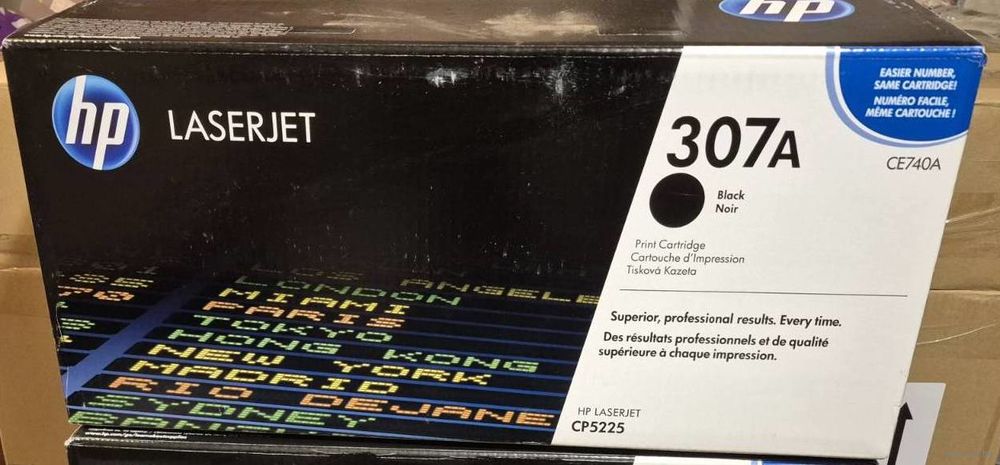 hp
hp
LASERJET
EASIER NUMBER,
SAME CARTRIDGE!
NUMÉRO FACILE,
MÊME CARTOUCHE !
307A
CE740A
Black
Noir
Print Cartridge
Cartouche d'Impression
Tisková Kazeta
Superior, professional results. Every time.
Des résultats professionnels et de qualité
supérieure à chaque impression.
HP LASERJET
CP5225
LONDON
MIAMI
PARIS
TOKYO
HONG KONG
NEW YORK
MADRID
RIO DEJANE
SYDNEY